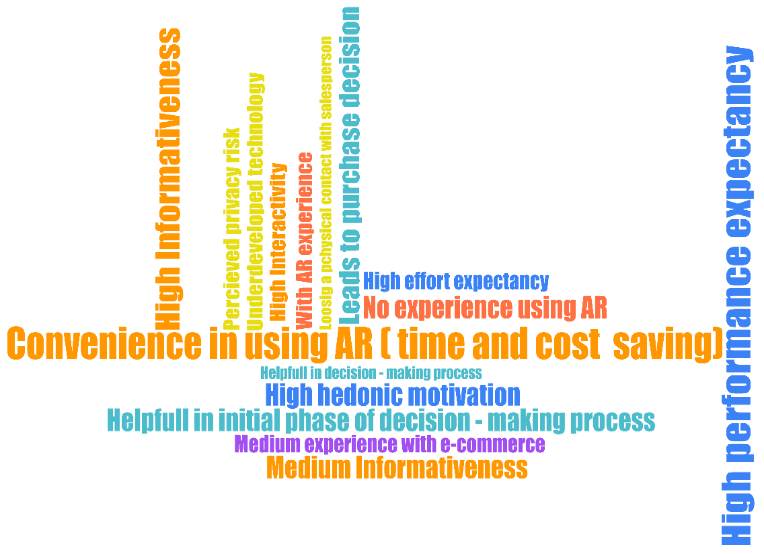 High Informativeness
Percieved privacy risk
Underdeveloped technology
High Interactivity
With AR experience
Loosig a pchysical contact with salesperson
Leads to purchase decision
High performance expectancy
High effort expectancy
No experience using AR
Convenience in using AR ( time and cost saving)
Helpfull in decision - making process
High hedonic motivation
Helpfull in initial phase of decision - making process
Medium experience with e-commerce
Medium Informativeness